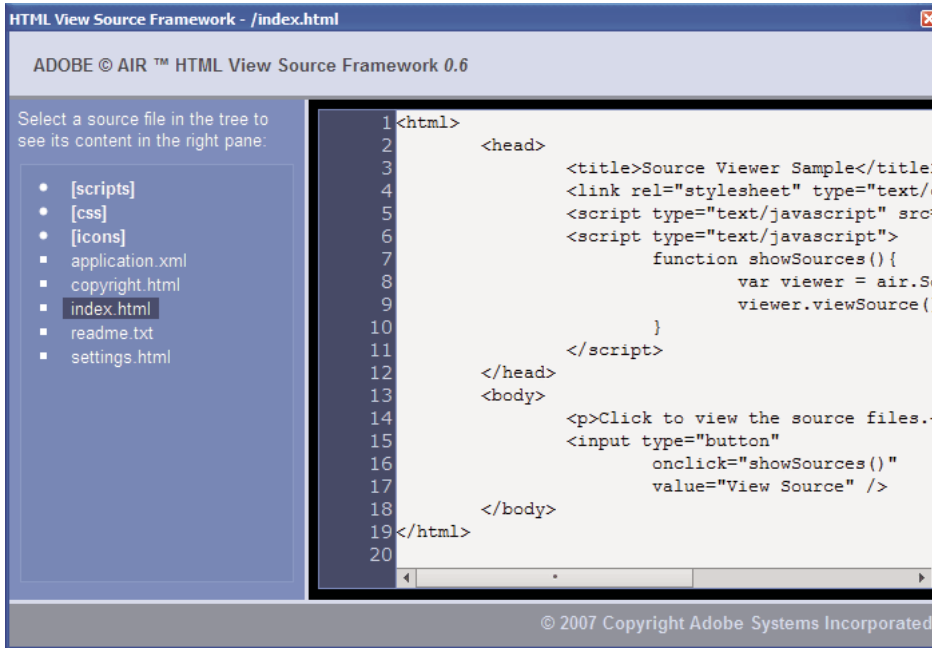 HTML View Source Framework - /index.html
ADOBE © AIR ™ HTML View Source Framework 0.6
Select a source file in the tree to
see its content in the right pane:
[scripts]
[css]
[icons]
application.xml
copyright.html
index.html
readme.txt
settings.html
1 <html>
2 <head>
3 <title>Source Viewer Sample</title
4 <link rel="stylesheet" type="text/
5 <script type="text/javascript" src
6 <script type="text/javascript">
7 function showSources(){
8 var viewer = air.S
9 viewer.viewSource(
10 }
11 </script>
12 </head>
13 <body>
14 <p>Click to view the source files.
15 <input type="button"
16 onclick="showSources()"
17 value="View Source" />
18 </body>
19 </html>
20
© 2007 Copyright Adobe Systems Incorporated